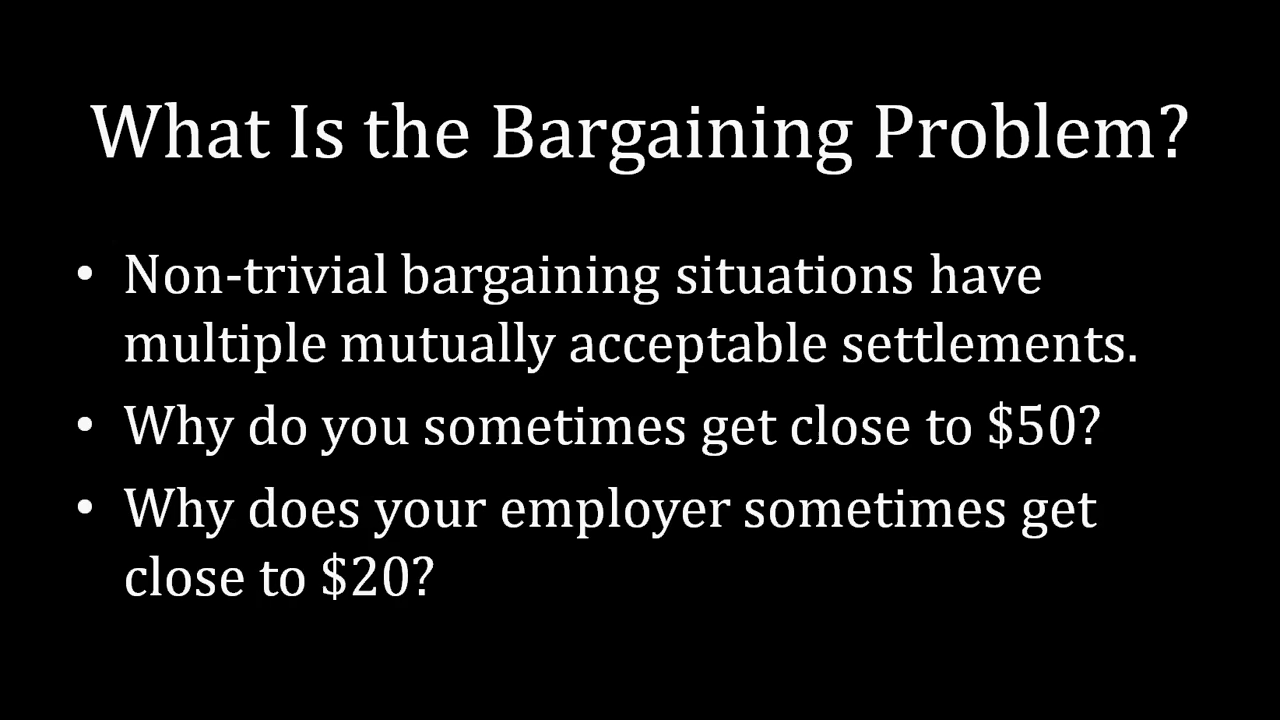 What Is the Bargaining Problem?
• Non-trivial bargaining situations have
multiple mutually acceptable settlements.
• Why do you sometimes get close to $50?
• Why does your employer sometimes get
close to $20?